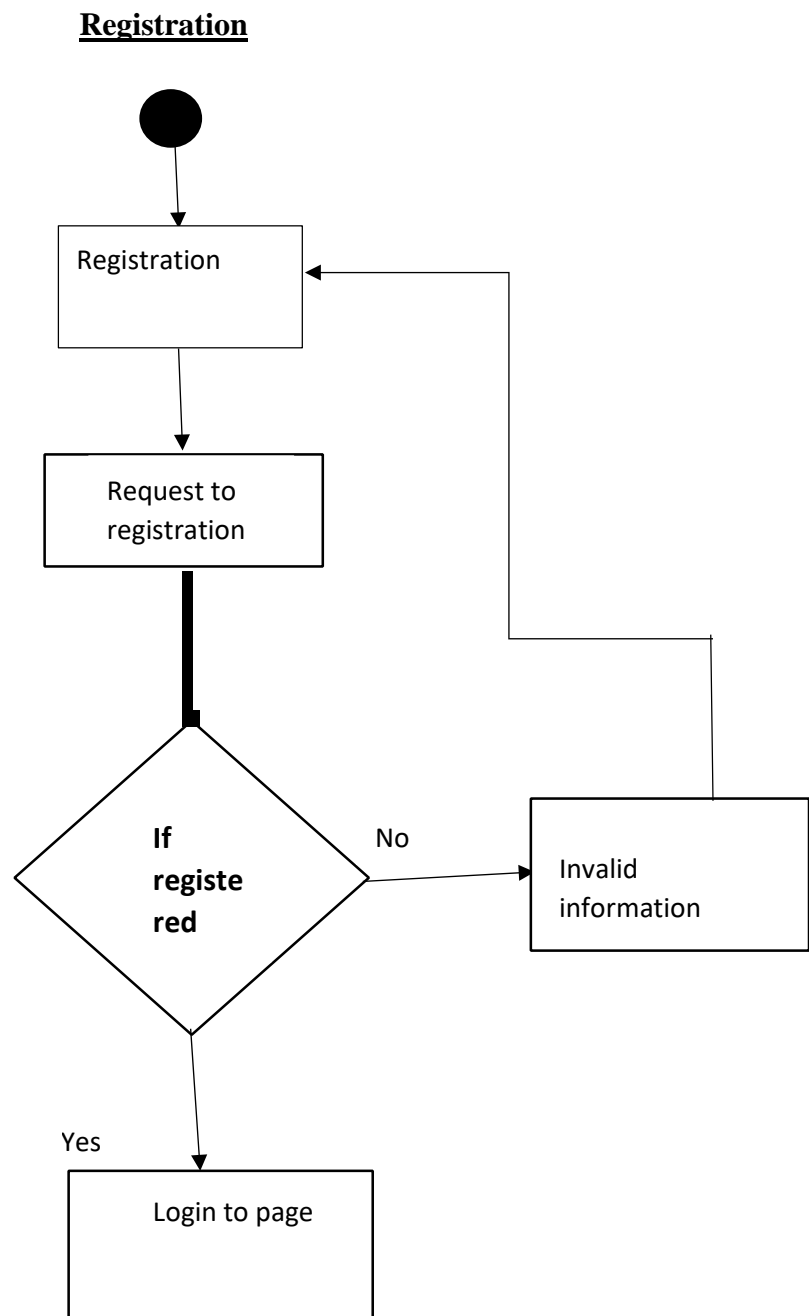 Registration
Registration
Request to
registration
If
registe
red
No
Invalid
information
Yes
Login to page